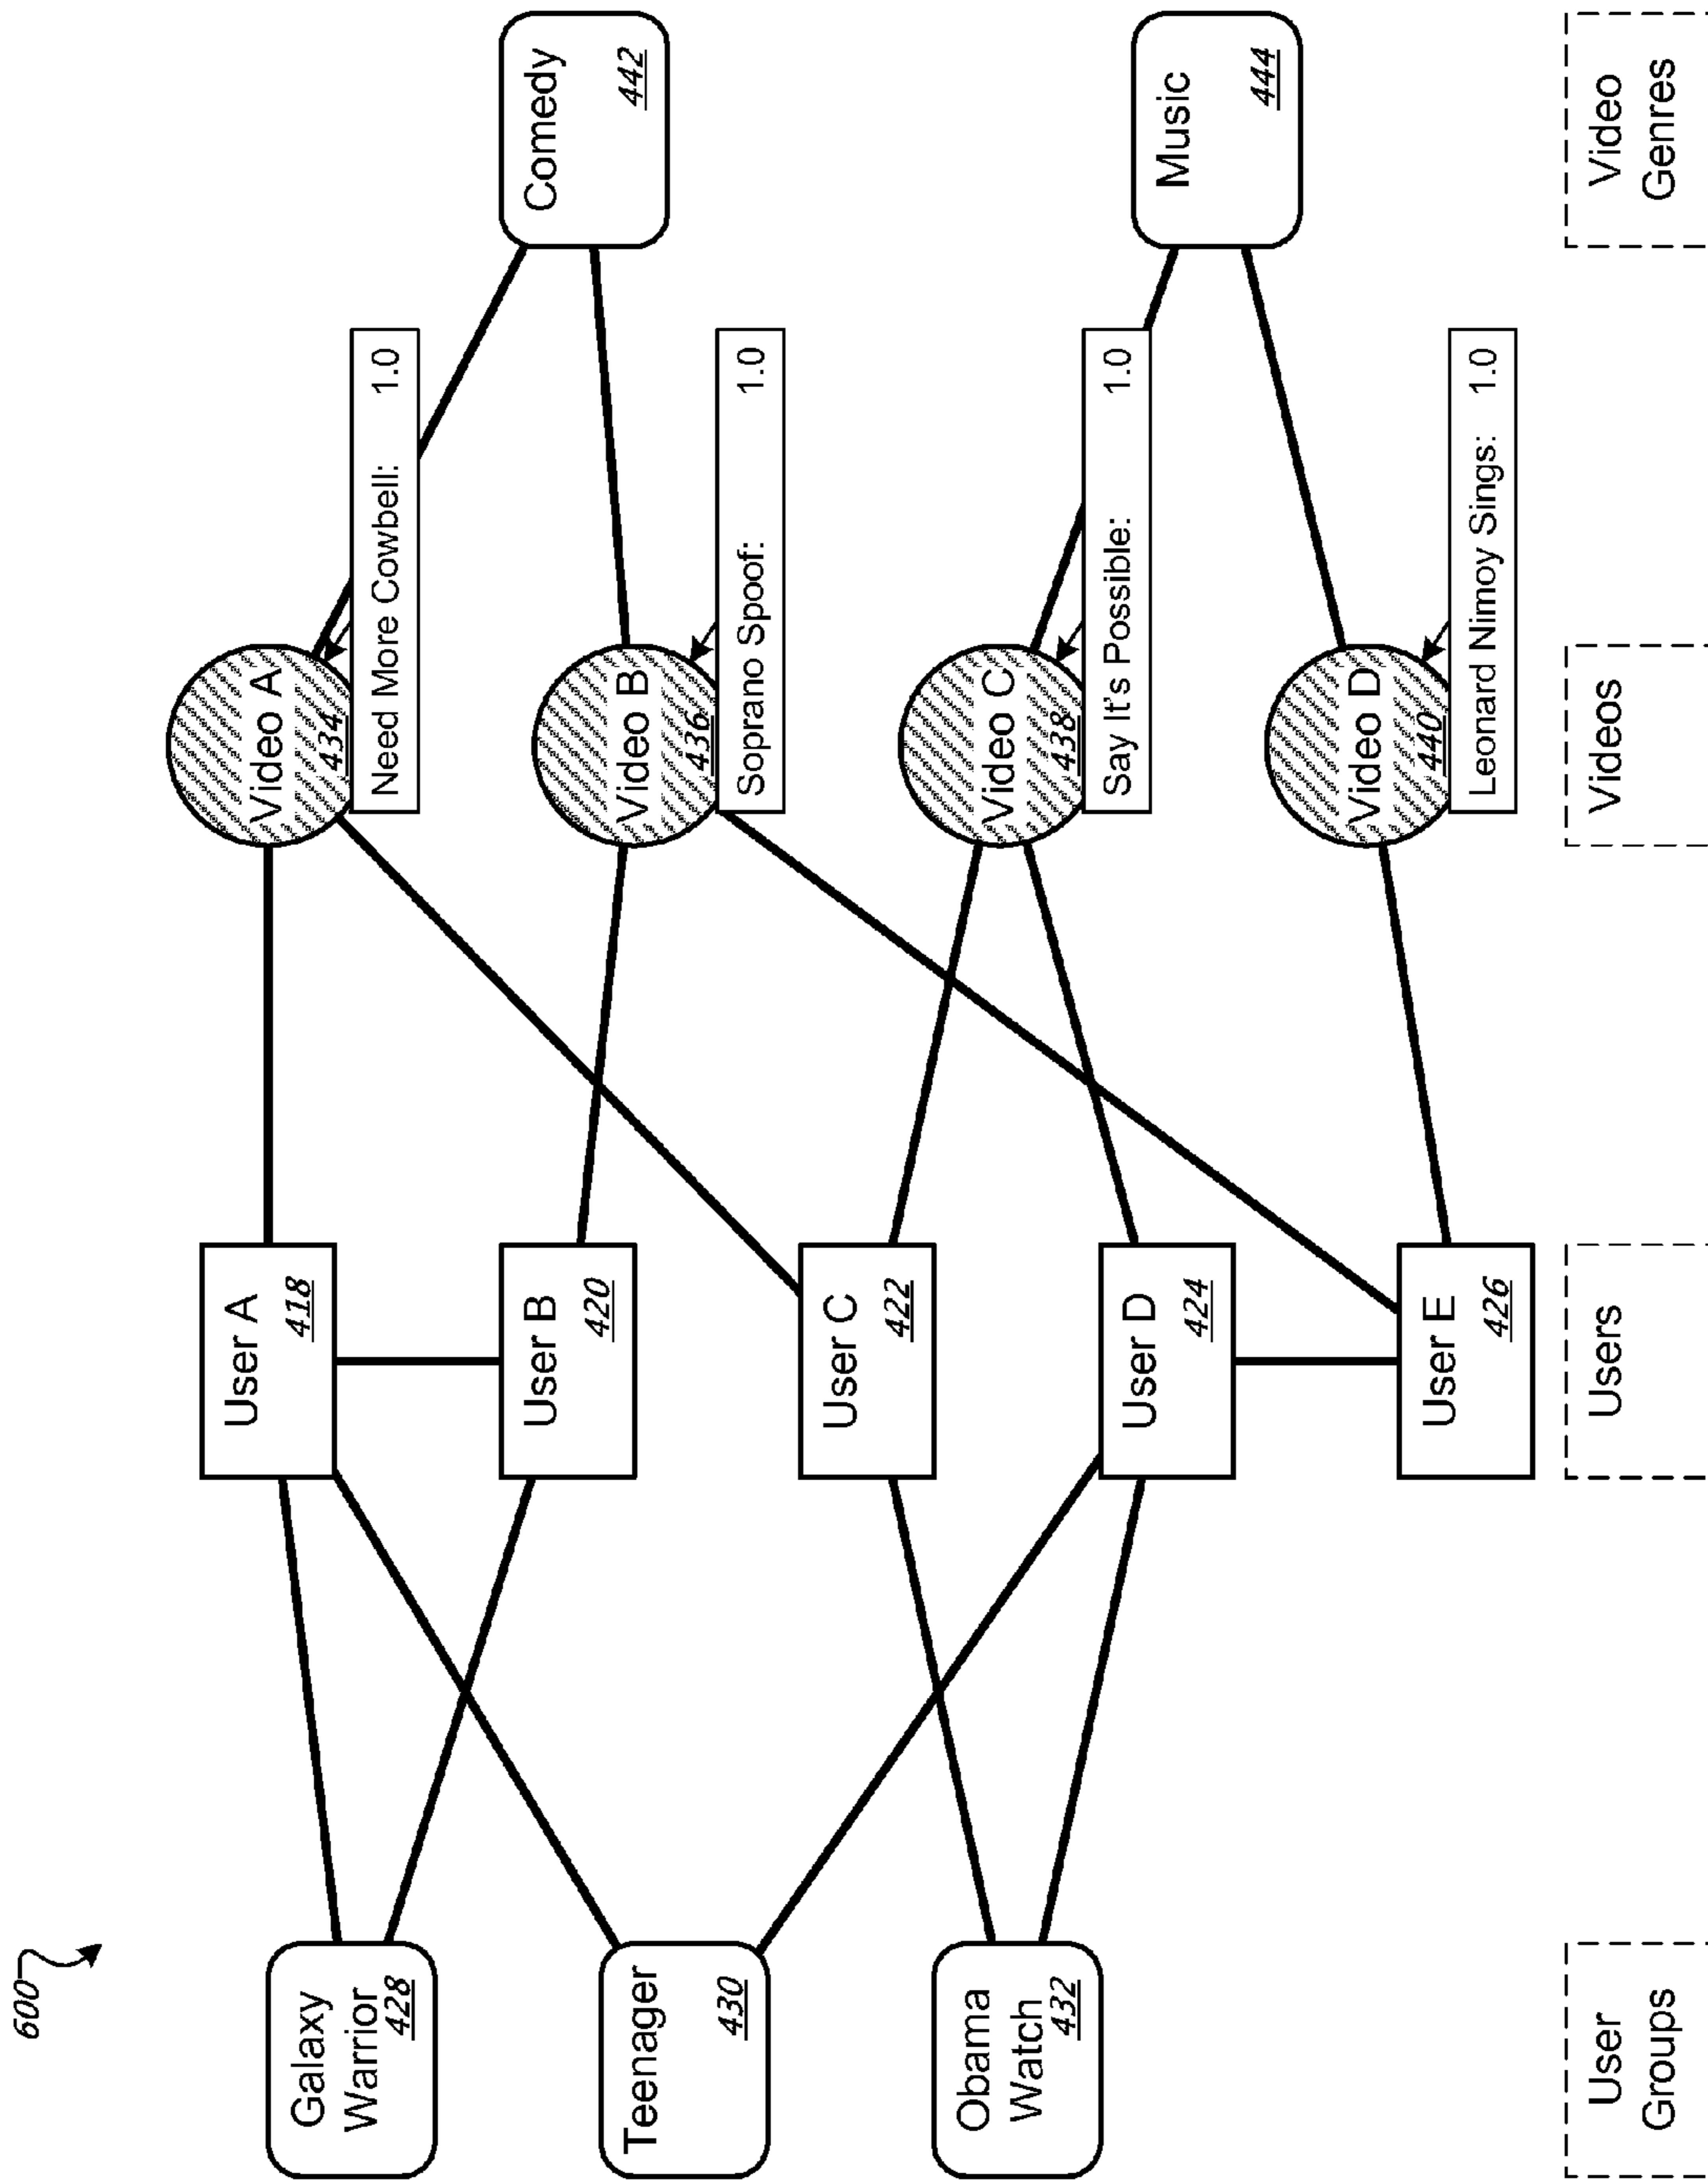 600
Galaxy
Warrior
428
Teenager
430
Obama
Watch
432
User
Groups
User A
418
User B
420
User C
422
User D
424
User E
426
Users
Video A
434
Need More Cowbell: 1.0
Video B
436
Soprano Spoof: 1.0
Video C
438
Say It's Possible: 1.0
Video D
440
Leonard Nimoy Sings: 1.0
Videos
Comedy
442
Music
444
Video
Genres